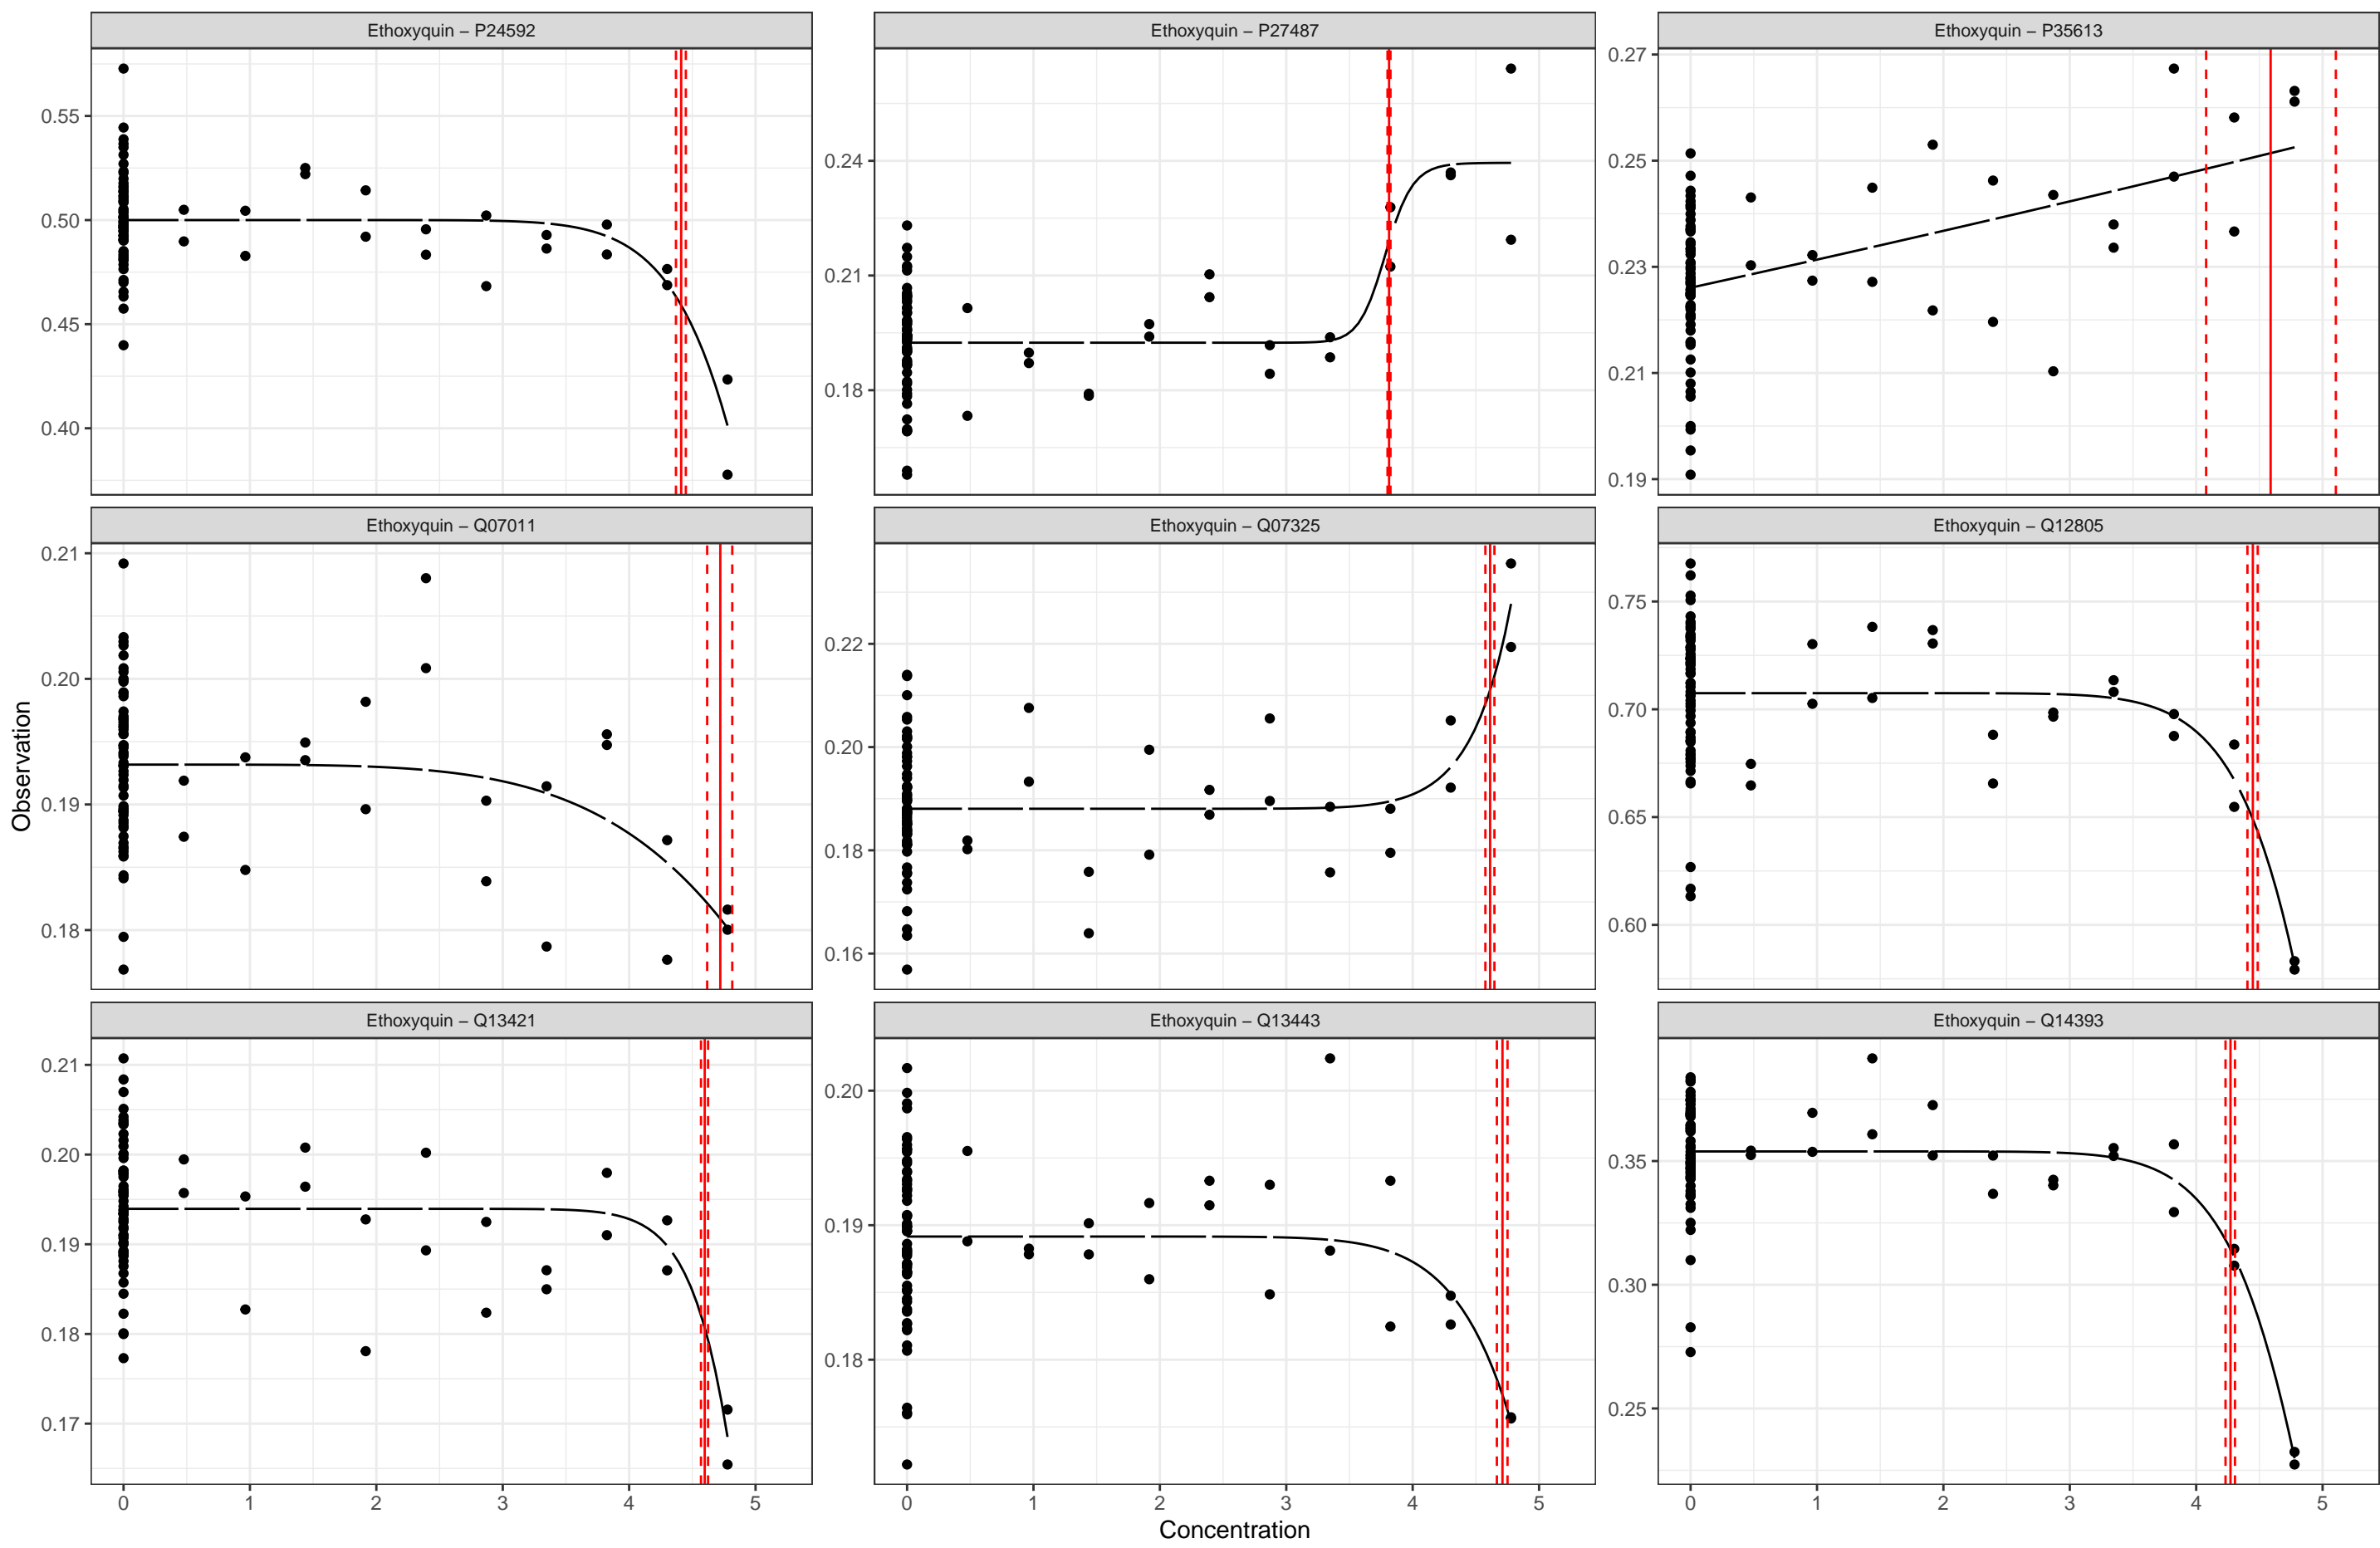 Ethoxyquin – P24592
Ethoxyquin – P27487
Ethoxyquin – P35613
0.55
0.50
0.45
0.40
0.24
0.21
0.18
0.27
0.25
0.23
0.21
0.19
Ethoxyquin – Q07011
Ethoxyquin – Q07325
Ethoxyquin – Q12805
0.21
0.20
0.19
0.18
0.22
0.20
0.18
0.16
0.75
0.70
0.65
0.60
Observation
Ethoxyquin – Q13421
Ethoxyquin – Q13443
Ethoxyquin – Q14393
0.21
0.20
0.19
0.18
0.17
0.20
0.19
0.18
0.35
0.30
0.25
0 1 2 3 4 5
0 1 2 3 4 5
0 1 2 3 4 5
Concentration